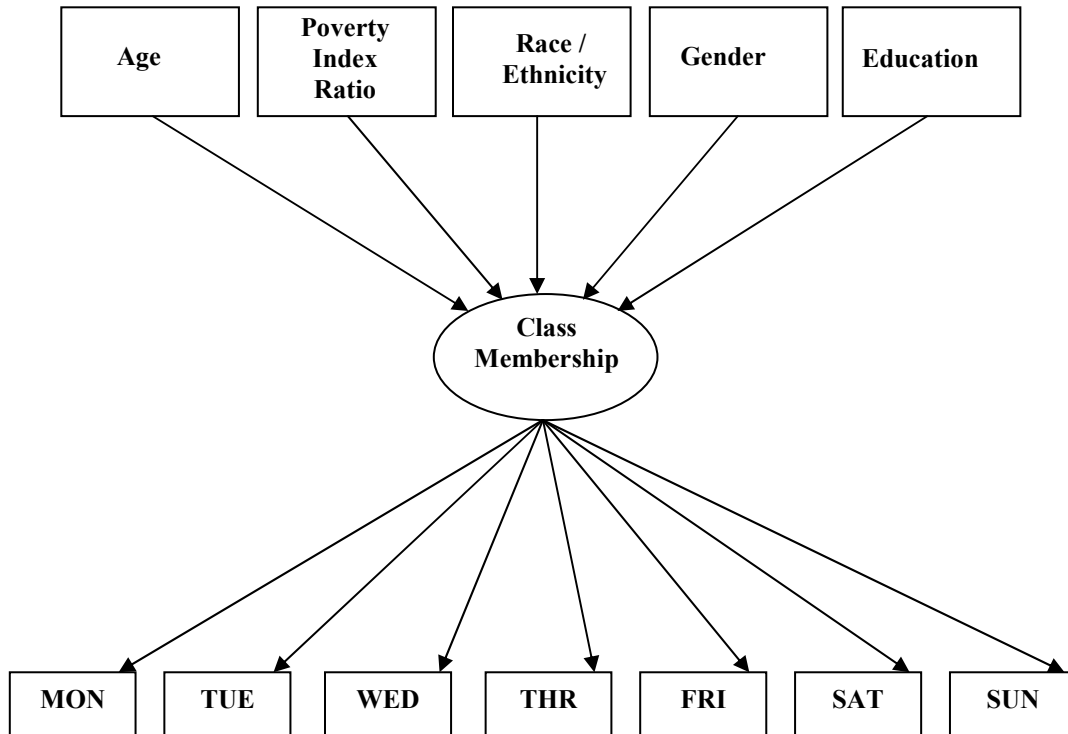 Age
Poverty
Index
Ratio
Race /
Ethnicity
Gender
Education
Class
Membership
MON
TUE
WED
THR
FRI
SAT
SUN